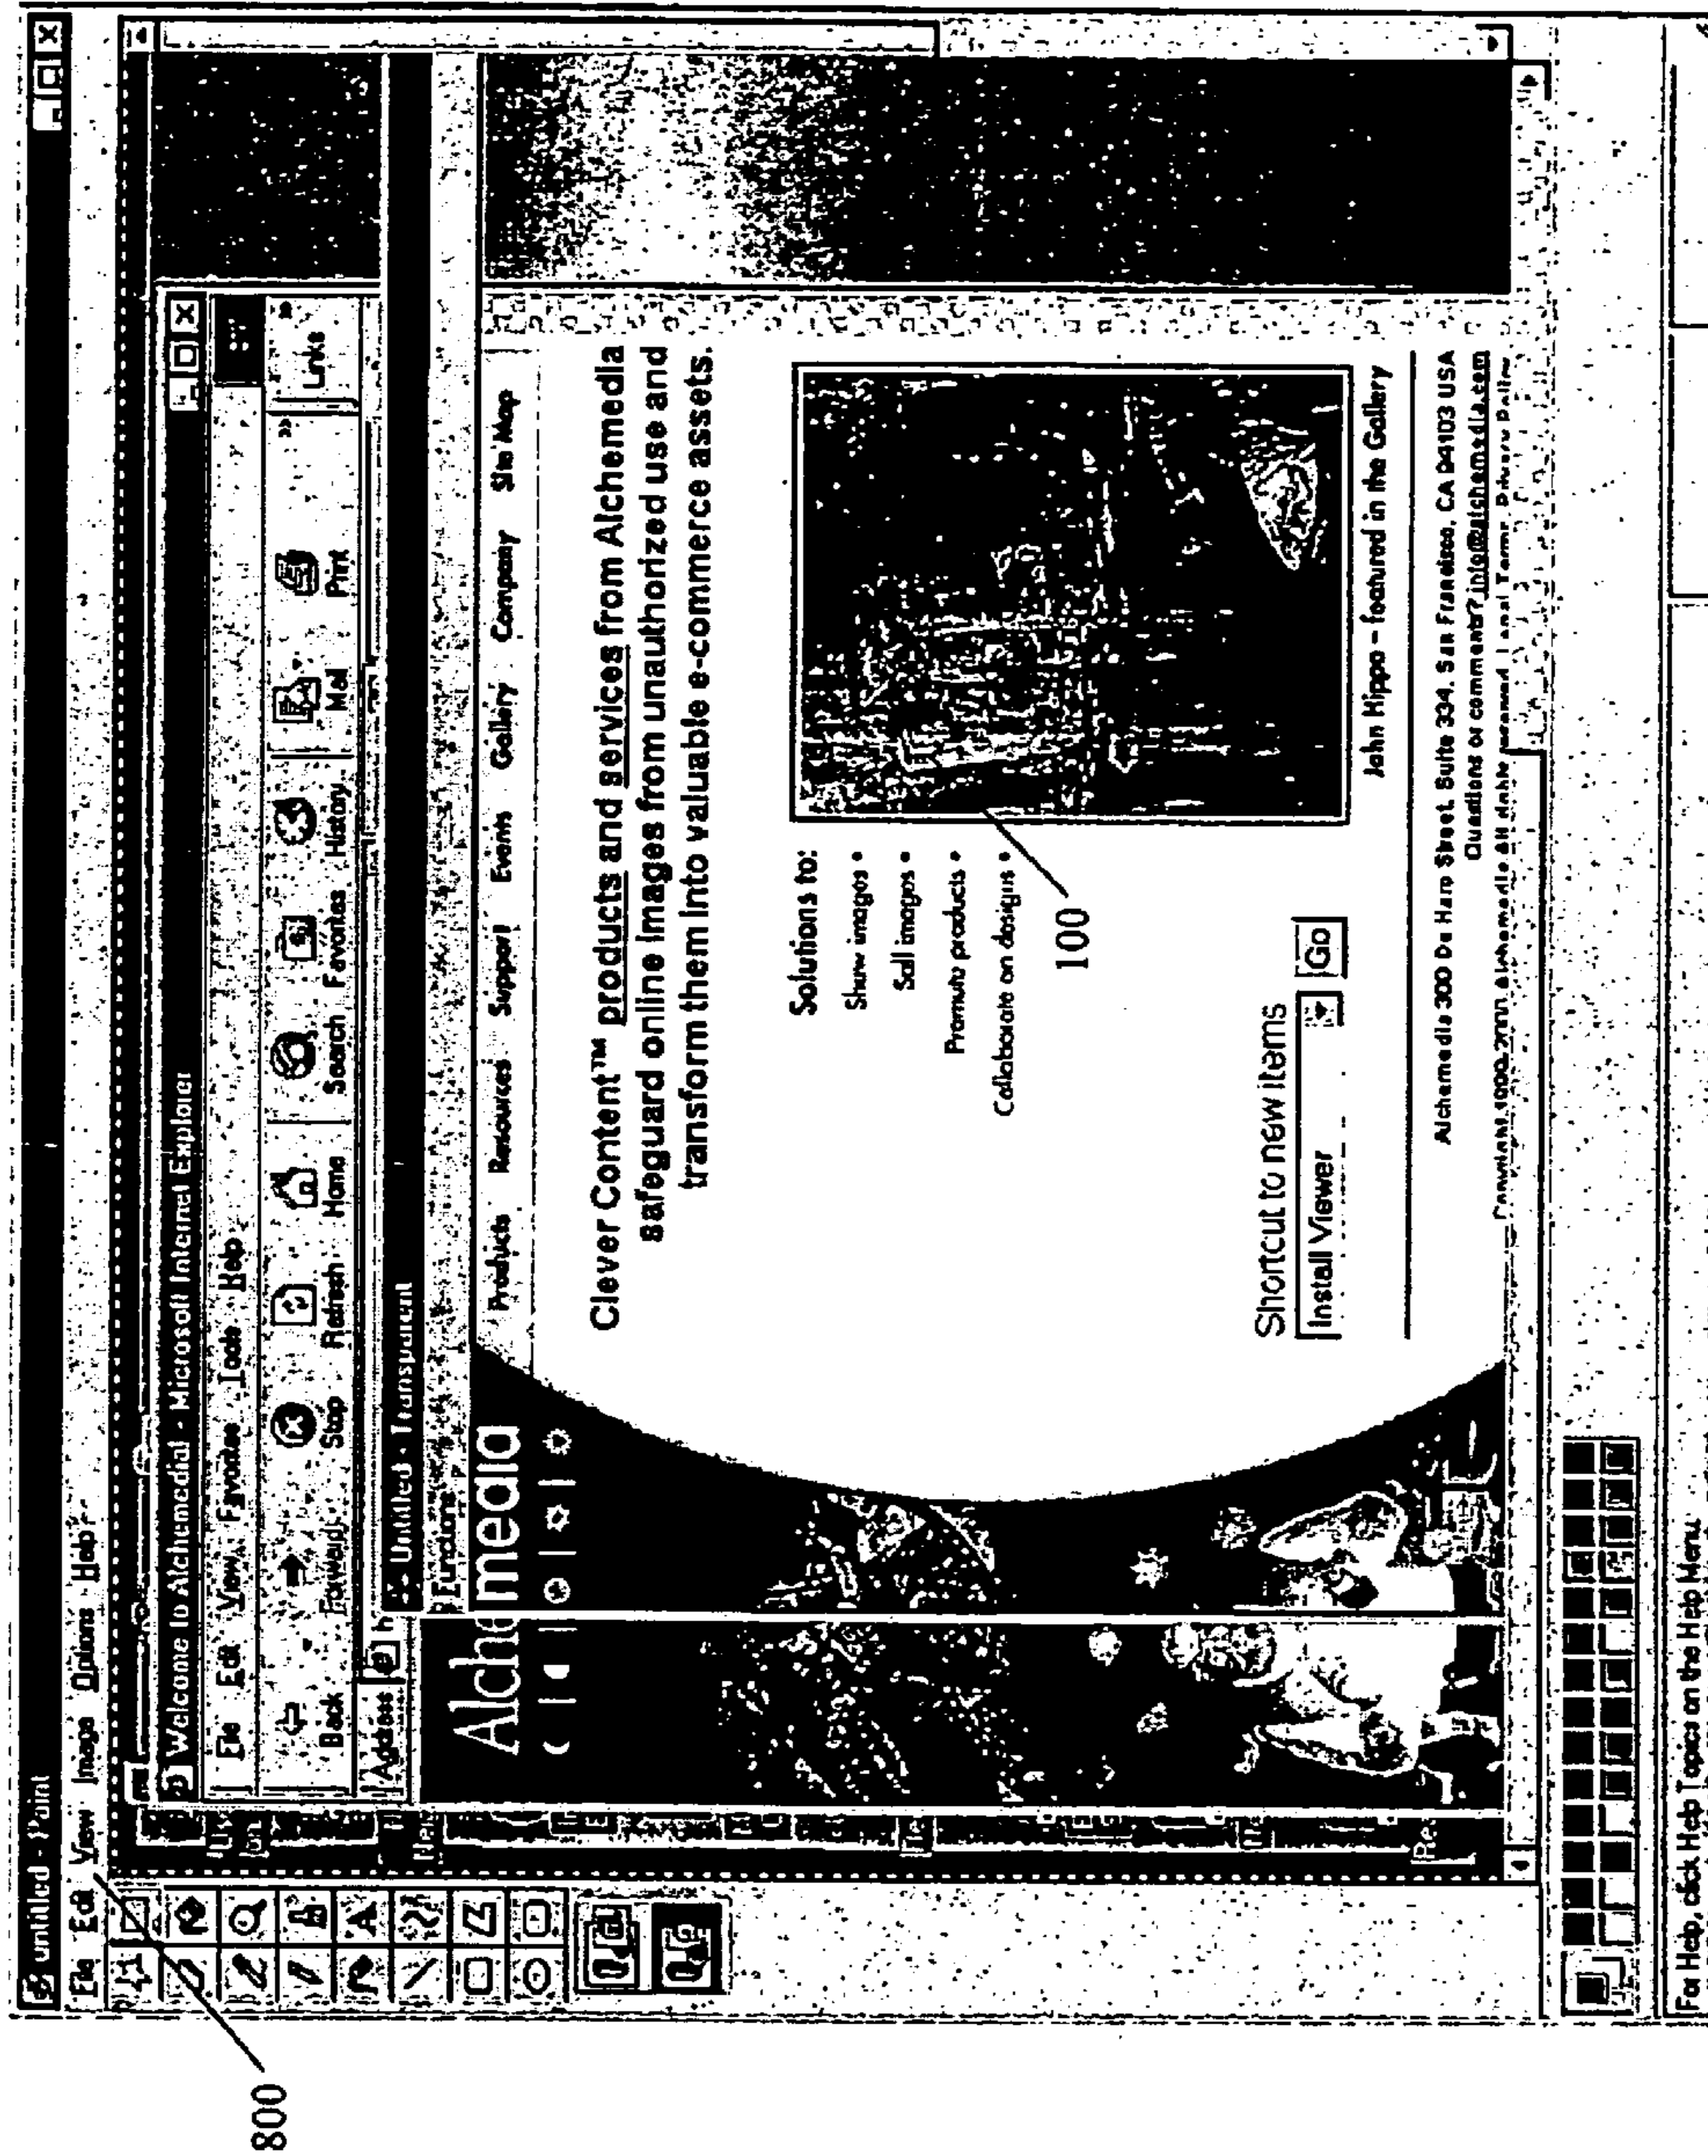 untitled - Paint
File Edit View Image Options Help
Welcome to Alchemedia! - Microsoft Internet Explorer
File Edit View Favorites Tools Help
Back Forward Stop Refresh Home Search Favorites History Mail Print
Links
Address h
Untitled - Transparent
Functions
Alche media
Products Resources Support Events Gallery Company Site Map
Clever Content™ products and services from Alchemedia
safeguard online images from unauthorized use and
transform them into valuable e-commerce assets.
Solutions to:
Show images •
Sell images •
Promote products •
Collaborate on designs •
100
Shortcut to new items
Install Viewer
Go
John Hippo - featured in the Gallery
Alchemedia 300 De Haro Street, Suite 334, San Francisco, CA 94103 USA
Questions or comments? info@alchemedia.com
For Help, click Help Topics on the Help Menu.
800